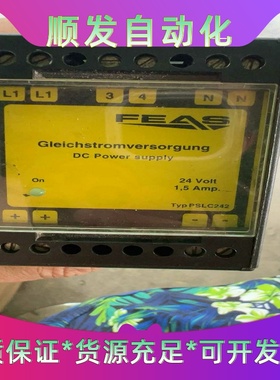 顺发自动化
L1 L1 3 4 N N
FEAS
Gleichstromversorgung
DC Power supply
On 24 Volt
1,5 Amp.
Typ PSLC242
+ + − −
质保证*货源充足*可开发